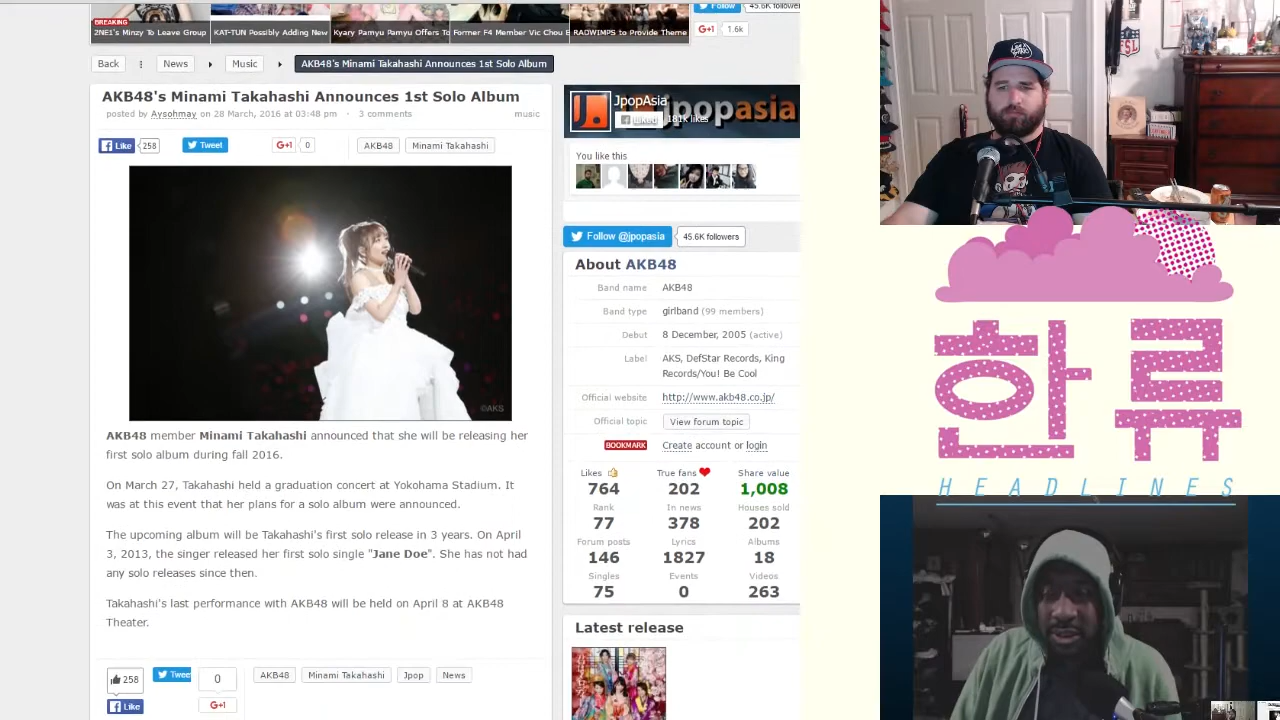 Follow
45.6K followers
BREAKING
2NE1's Minzy To Leave Group
KAT-TUN Possibly Adding New
Kyary Pamyu Pamyu Offers To
Former F4 Member Vic Chou
RADWIMPS to Provide Theme
G+1
1.6k
Back
News
Music
AKB48's Minami Takahashi Announces 1st Solo Album
AKB48's Minami Takahashi Announces 1st Solo Album
posted by Aysohmay on 28 March, 2016 at 03:48 pm · 3 comments
music
Like
258
Tweet
G+1
0
AKB48
Minami Takahashi
©AKS
AKB48 member Minami Takahashi announced that she will be releasing her
first solo album during fall 2016.
On March 27, Takahashi held a graduation concert at Yokohama Stadium. It
was at this event that her plans for a solo album were announced.
The upcoming album will be Takahashi's first solo release in 3 years. On April
3, 2013, the singer released her first solo single "Jane Doe". She has not had
any solo releases since then.
Takahashi's last performance with AKB48 will be held on April 8 at AKB48
Theater.
258
Like
Tweet
0
G+1
AKB48
Minami Takahashi
Jpop
News
JpopAsia
jpopasia
Liked
181k likes
You like this
Follow @jpopasia
45.6K followers
About AKB48
Band name AKB48
Band type girlband (99 members)
Debut 8 December, 2005 (active)
Label AKS, DefStar Records, King
Records/You! Be Cool
Official website http://www.akb48.co.jp/
Official topic View forum topic
BOOKMARK Create account or login
Likes True fans Share value
764 202 1,008
Rank In news Houses sold
77 378 202
Forum posts Lyrics Albums
146 1827 18
Singles Events Videos
75 0 263
Latest release
NFL
한류
HEADLINES